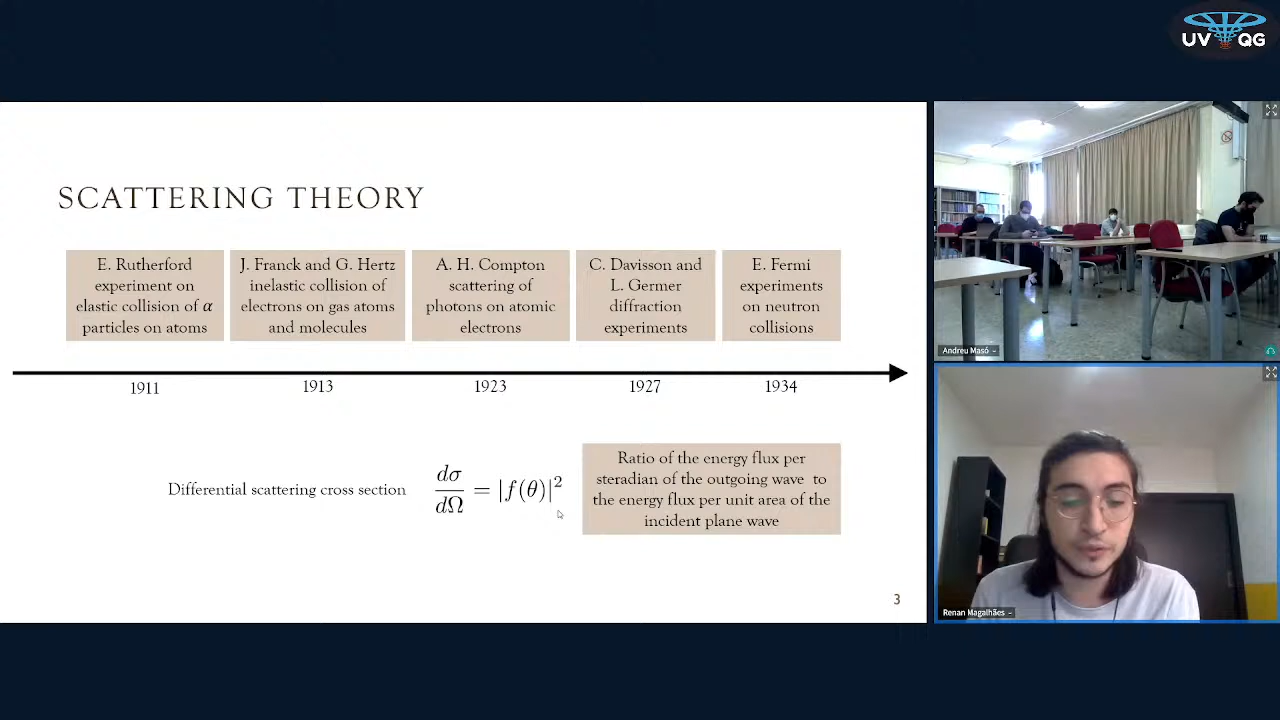 UV QG
SCATTERING THEORY
E. Rutherford
experiment on
elastic collision of α
particles on atoms
J. Franck and G. Hertz
inelastic collision of
electrons on gas atoms
and molecules
A. H. Compton
scattering of
photons on atomic
electrons
C. Davisson and
L. Germer
diffraction
experiments
E. Fermi
experiments
on neutron
collisions
1911
1913
1923
1927
1934
Differential scattering cross section
dσ/dΩ = |f(θ)|²
Ratio of the energy flux per
steradian of the outgoing wave to
the energy flux per unit area of the
incident plane wave
3
Andreu Masó
Renan Magalhães